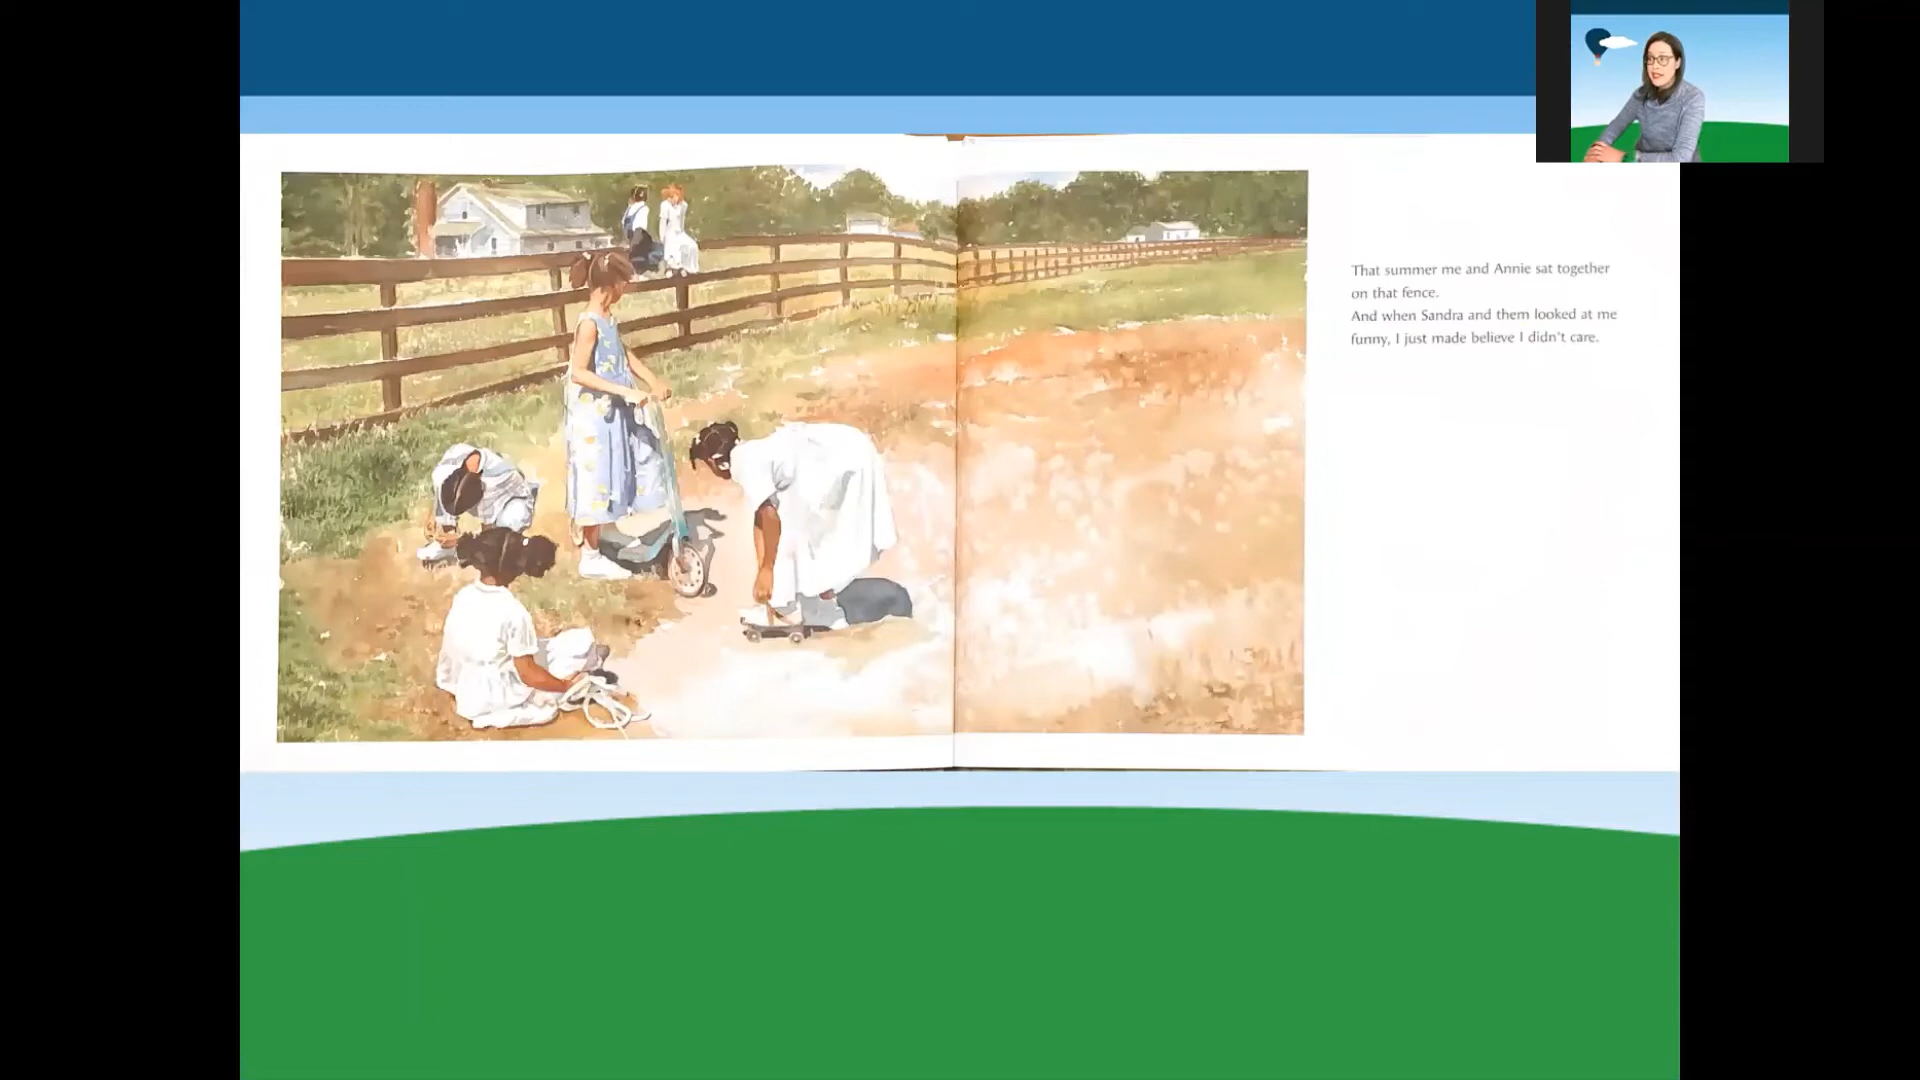 That summer me and Annie sat together
on that fence.
And when Sandra and them looked at me
funny, I just made believe I didn't care.